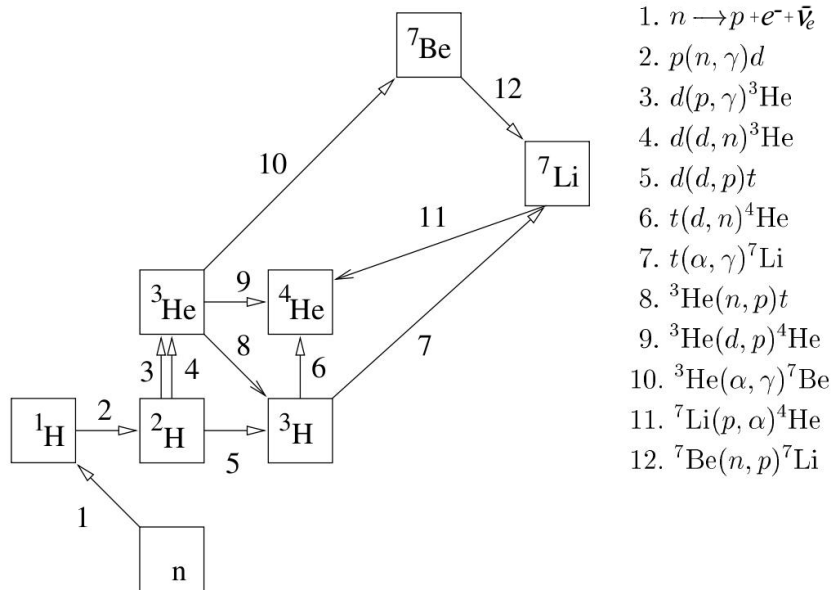 ⁷Be
12
10
⁷Li
11
³He
9
⁴He
8
7
3
4
6
¹H
2
²H
5
³H
1
n
1. n ⟶ p + e⁻ + ν̄ₑ
2. p(n, γ)d
3. d(p, γ)³He
4. d(d, n)³He
5. d(d, p)t
6. t(d, n)⁴He
7. t(α, γ)⁷Li
8. ³He(n, p)t
9. ³He(d, p)⁴He
10. ³He(α, γ)⁷Be
11. ⁷Li(p, α)⁴He
12. ⁷Be(n, p)⁷Li